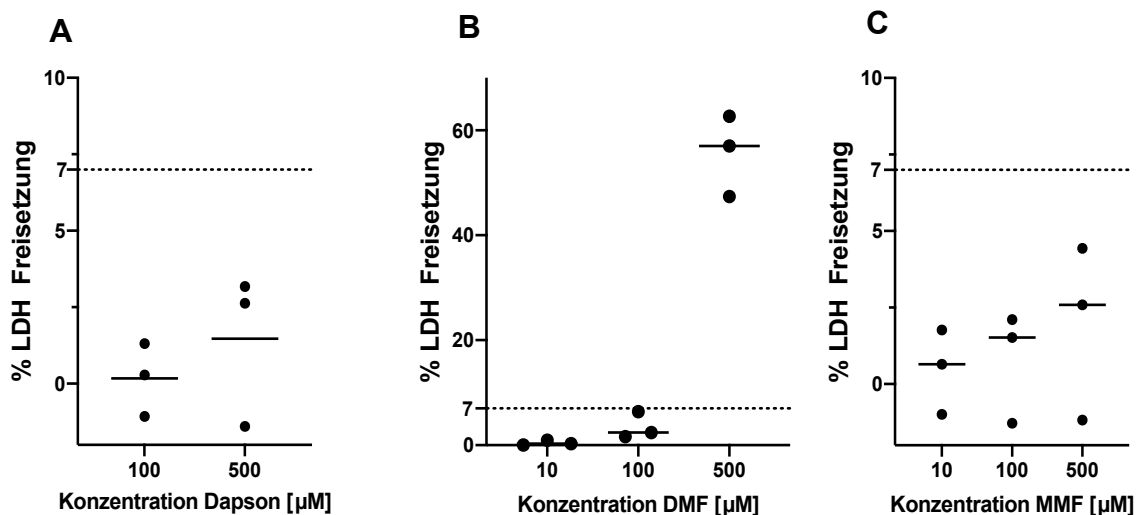 A
% LDH Freisetzung
10
7
5
0
100 500
Konzentration Dapson [µM]
B
% LDH Freisetzung
60
40
20
7
0
10 100 500
Konzentration DMF [µM]
C
% LDH Freisetzung
10
7
5
0
10 100 500
Konzentration MMF [µM]